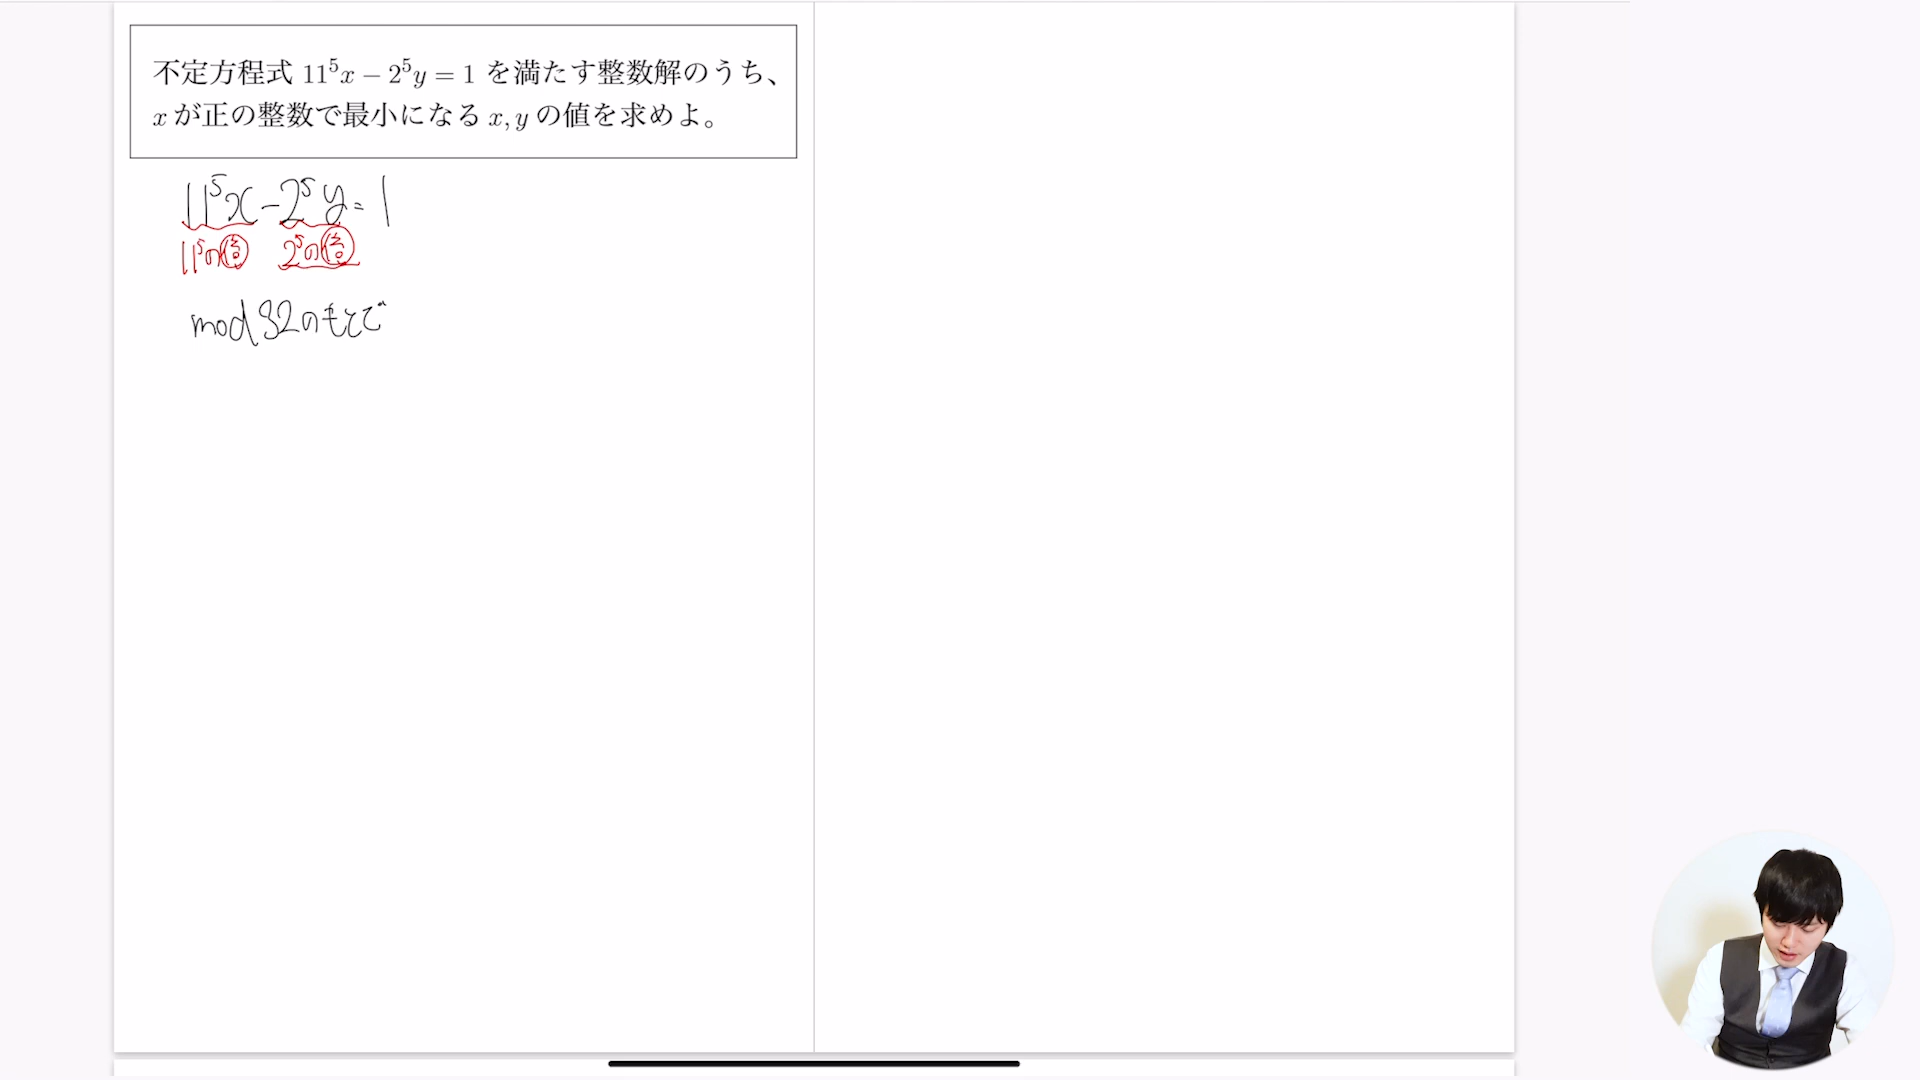 不定方程式 11⁵x − 2⁵y = 1 を満たす整数解のうち、
x が正の整数で最小になる x, y の値を求めよ。
11⁵x − 2⁵y = 1
11⁵の倍 2⁵の倍
mod 32のもとで